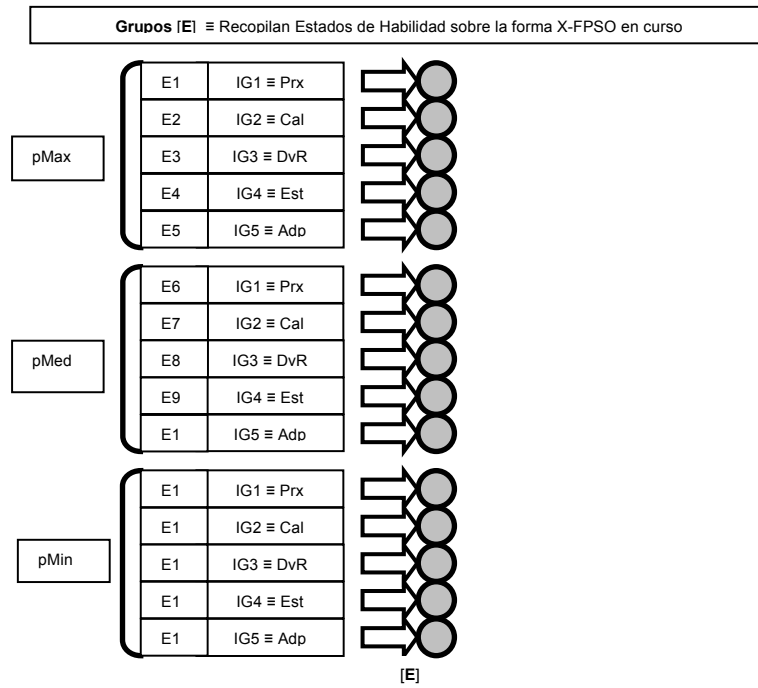 Grupos [E] ≡ Recopilan Estados de Habilidad sobre la forma X-FPSO en curso
E1 IG1 ≡ Prx
E2 IG2 ≡ Cal
pMax E3 IG3 ≡ DvR
E4 IG4 ≡ Est
E5 IG5 ≡ Adp
E6 IG1 ≡ Prx
E7 IG2 ≡ Cal
pMed E8 IG3 ≡ DvR
E9 IG4 ≡ Est
E1 IG5 ≡ Adp
E1 IG1 ≡ Prx
E1 IG2 ≡ Cal
pMin E1 IG3 ≡ DvR
E1 IG4 ≡ Est
E1 IG5 ≡ Adp
[E]